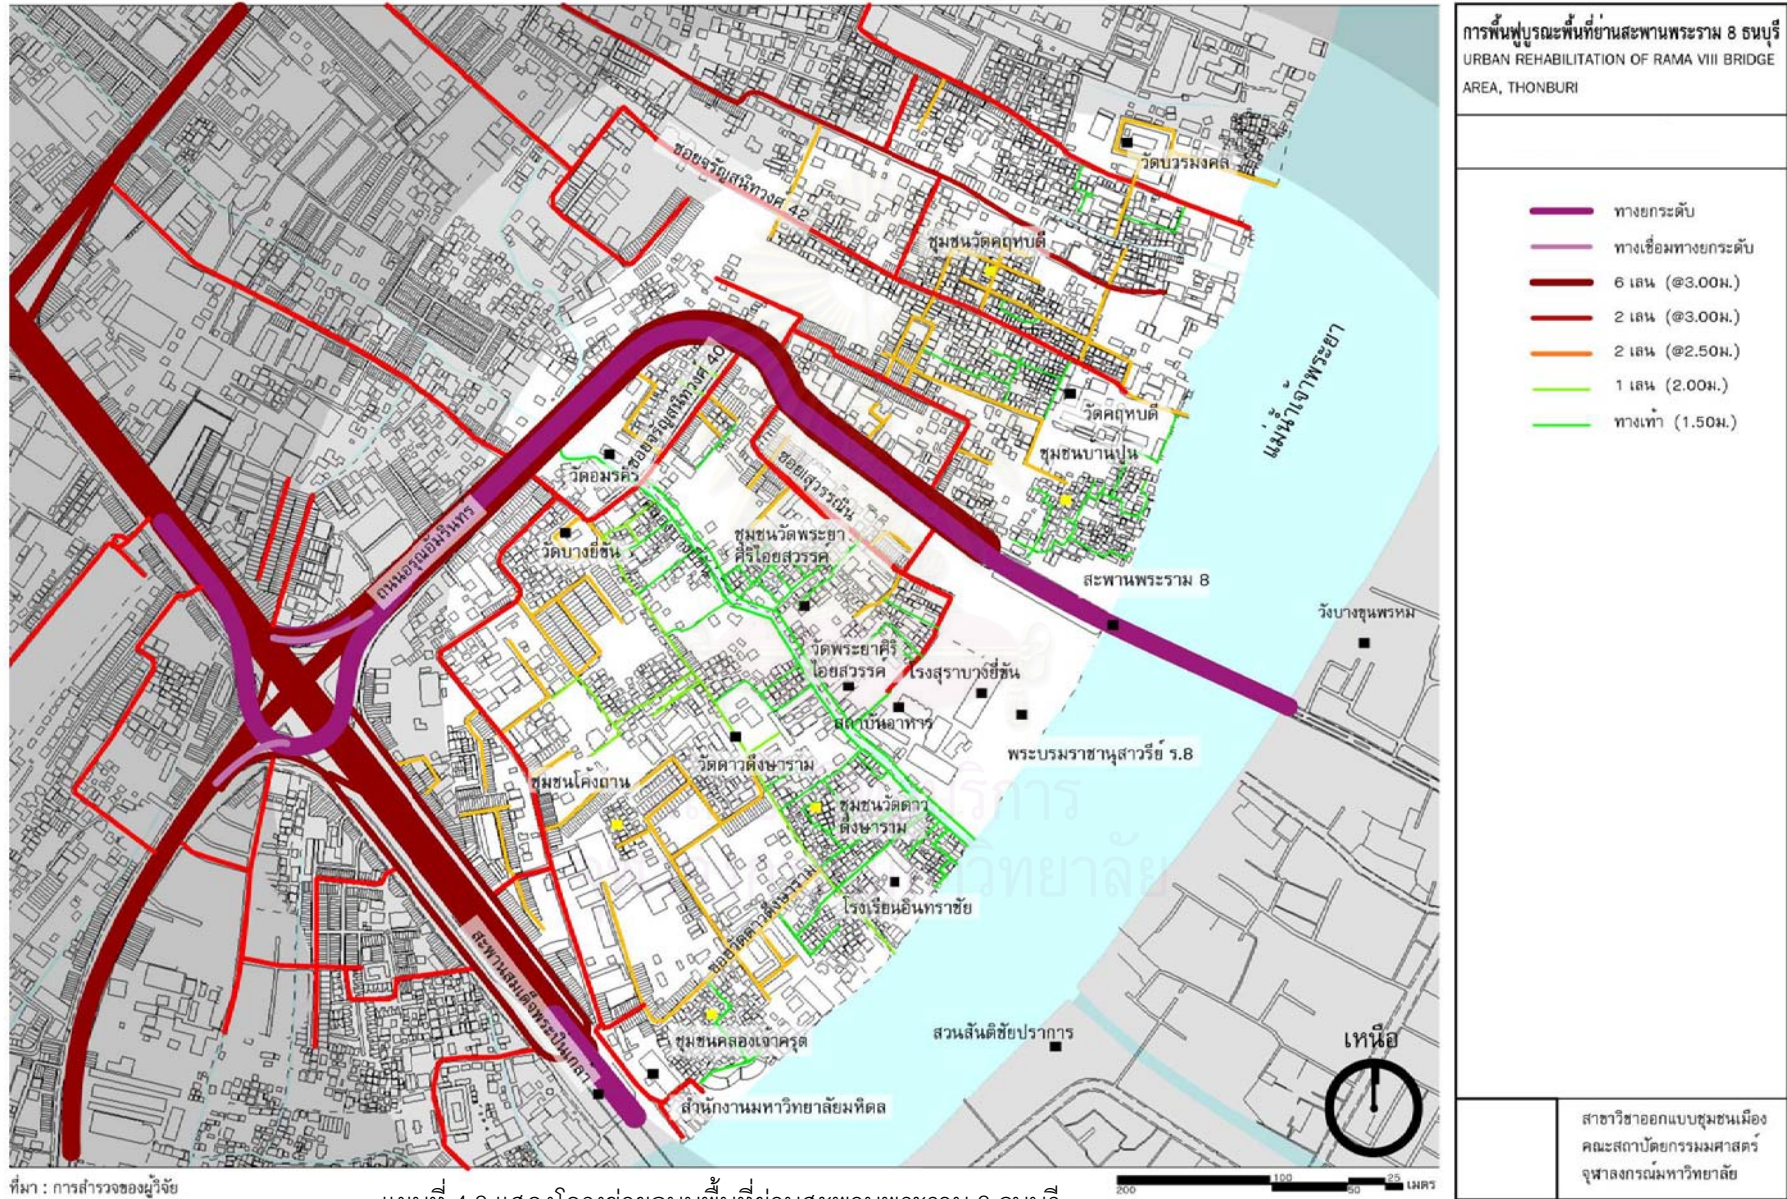 การฟื้นฟูบูรณะพื้นที่ย่านสะพานพระราม 8 ธนบุรี
URBAN REHABILITATION OF RAMA VIII BRIDGE
AREA, THONBURI
ทางยกระดับ
ทางเชื่อมทางยกระดับ
6 เลน (@3.00ม.)
2 เลน (@3.00ม.)
2 เลน (@2.50ม.)
1 เลน (2.00ม.)
ทางเท้า (1.50ม.)
วัดบวรมงคล
ซอยจรัญสนิทวงศ์ 42
ชุมชนวัดคฤหบดี
แม่น้ำเจ้าพระยา
ซอยจรัญสนิทวงศ์ 40
วัดคฤหบดี
ชุมชนบ้านปูน
วัดอมรคีรี
ซอยสวรรค์นิน
ถนนอรุณอัมรินทร์
วัดบางยี่ขัน
ชุมชนวัดพระยา
ศิริไอยสวรรค์
สะพานพระราม 8
วังบางขุนพรหม
วัดพระยาศิริ
ไอยสวรรค์
โรงสุราบางยี่ขัน
สถาบันอาหาร
พระบรมราชานุสาวรีย์ ร.8
วัดดาวดึงษาราม
ชุมชนโค้งถาน
ชุมชนวัดดาว
ดึงษาราม
โรงเรียนอินทราชัย
ซอยวัดดาวดึงษาราม
สะพานสมเด็จพระปิ่นเกล้า
ชุมชนคลองเจ้าครุต
สวนสันติชัยปราการ
เหนือ
สำนักงานมหาวิทยาลัยมหิดล
200 100 50 25 เมตร
สาขาวิชาออกแบบชุมชนเมือง
คณะสถาปัตยกรรมมศาสตร์
จุฬาลงกรณ์มหาวิทยาลัย
ที่มา : การสำรวจของผู้วิจัย